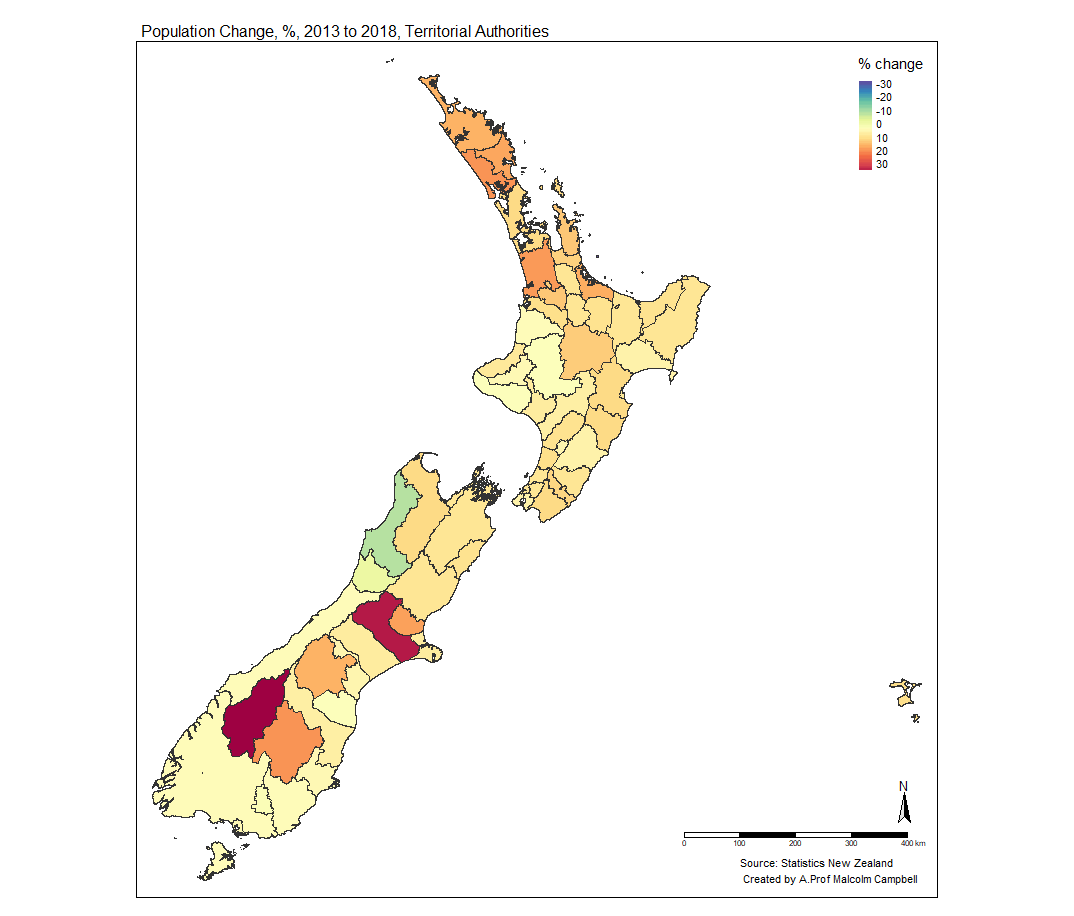 Population Change, %, 2013 to 2018, Territorial Authorities
% change
-30
-20
-10
0
10
20
30
N
0 100 200 300 400 km
Source: Statistics New Zealand
Created by A.Prof Malcolm Campbell